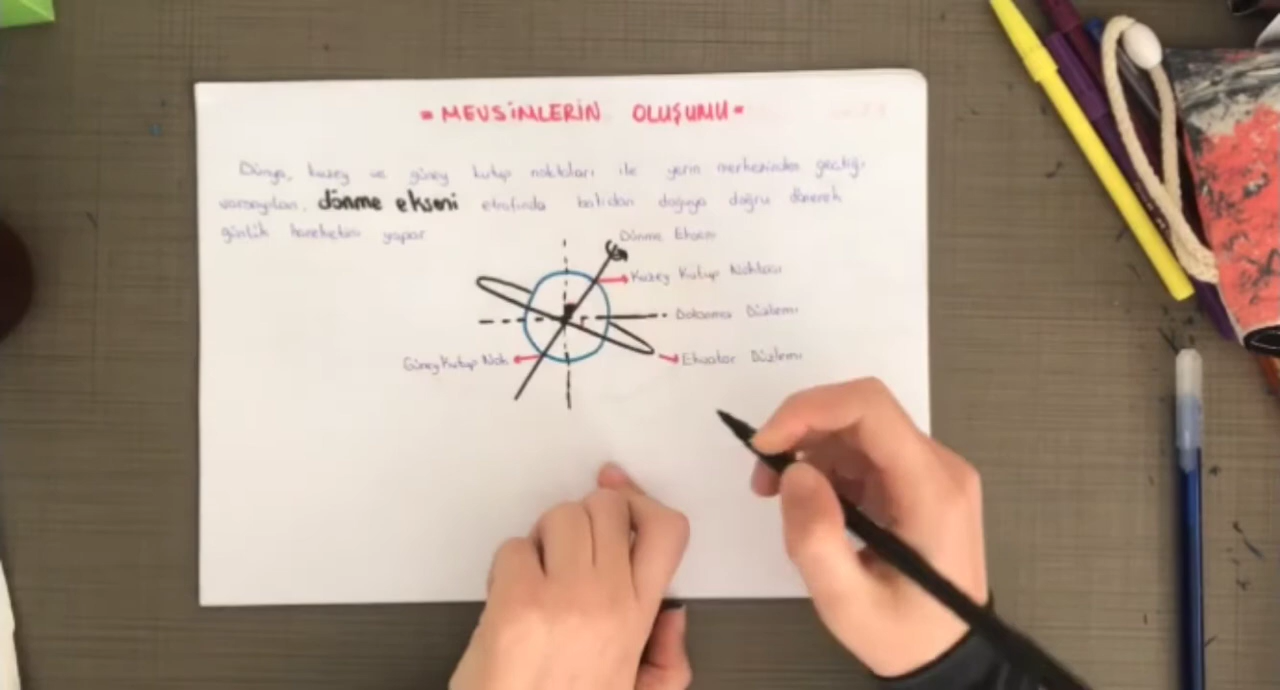 = MEVSİMLERİN OLUŞUMU =
Dünya, kuzey ve güney kutup noktaları ile yerin merkezinden geçtiği
varsayılan, dönme ekseni etrafında batıdan doğuya doğru dönerek
günlük hareketini yapar
Dönme Ekseni
Kuzey Kutup Noktası
Dolanma Düzlemi
Güney Kutup Nok.
Ekvator Düzlemi